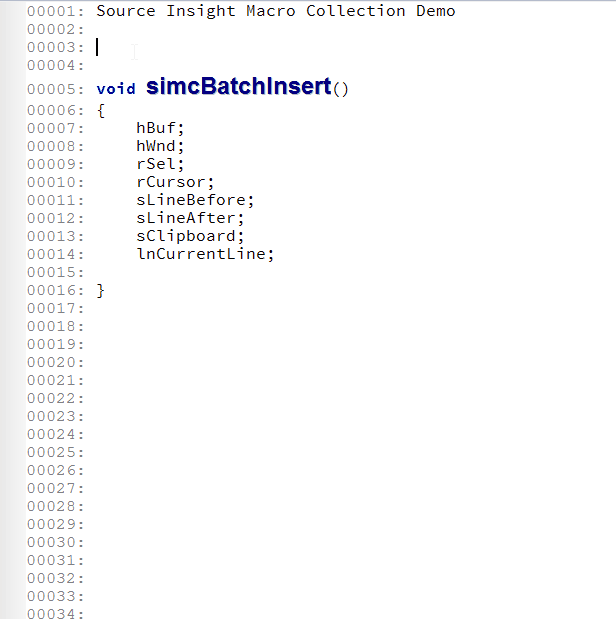 00001: Source Insight Macro Collection Demo
00002:
00003:
00004:
00005: void simcBatchInsert()
00006: {
00007:     hBuf;
00008:     hWnd;
00009:     rSel;
00010:     rCursor;
00011:     sLineBefore;
00012:     sLineAfter;
00013:     sClipboard;
00014:     lnCurrentLine;
00015:
00016: }
00017:
00018:
00019:
00020:
00021:
00022:
00023:
00024:
00025:
00026:
00027:
00028:
00029:
00030:
00031:
00032:
00033:
00034: